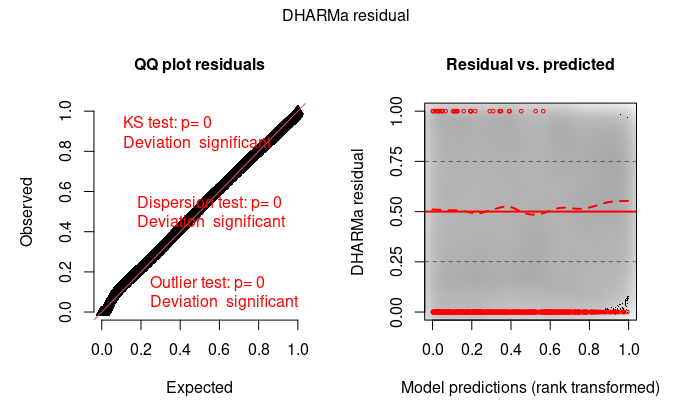 DHARMa residual
QQ plot residuals
KS test: p= 0
Deviation  significant
Dispersion test: p= 0
Deviation  significant
Outlier test: p= 0
Deviation  significant
Observed
0.0 0.2 0.4 0.6 0.8 1.0
0.0 0.2 0.4 0.6 0.8 1.0
Expected
Residual vs. predicted
DHARMa residual
0.00 0.25 0.50 0.75 1.00
0.0 0.2 0.4 0.6 0.8 1.0
Model predictions (rank transformed)